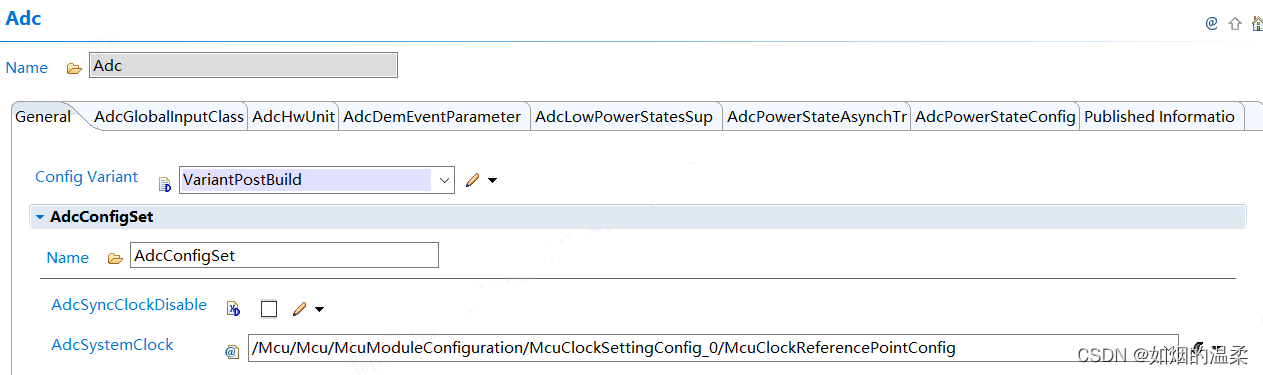 Adc
Name Adc
General AdcGlobalInputClass AdcHwUnit AdcDemEventParameter AdcLowPowerStatesSup AdcPowerStateAsynchTr AdcPowerStateConfig Published Informatio
Config Variant VariantPostBuild
AdcConfigSet
Name AdcConfigSet
AdcSyncClockDisable
AdcSystemClock /Mcu/Mcu/McuModuleConfiguration/McuClockSettingConfig_0/McuClockReferencePointConfig
CSDN @如烟的温柔